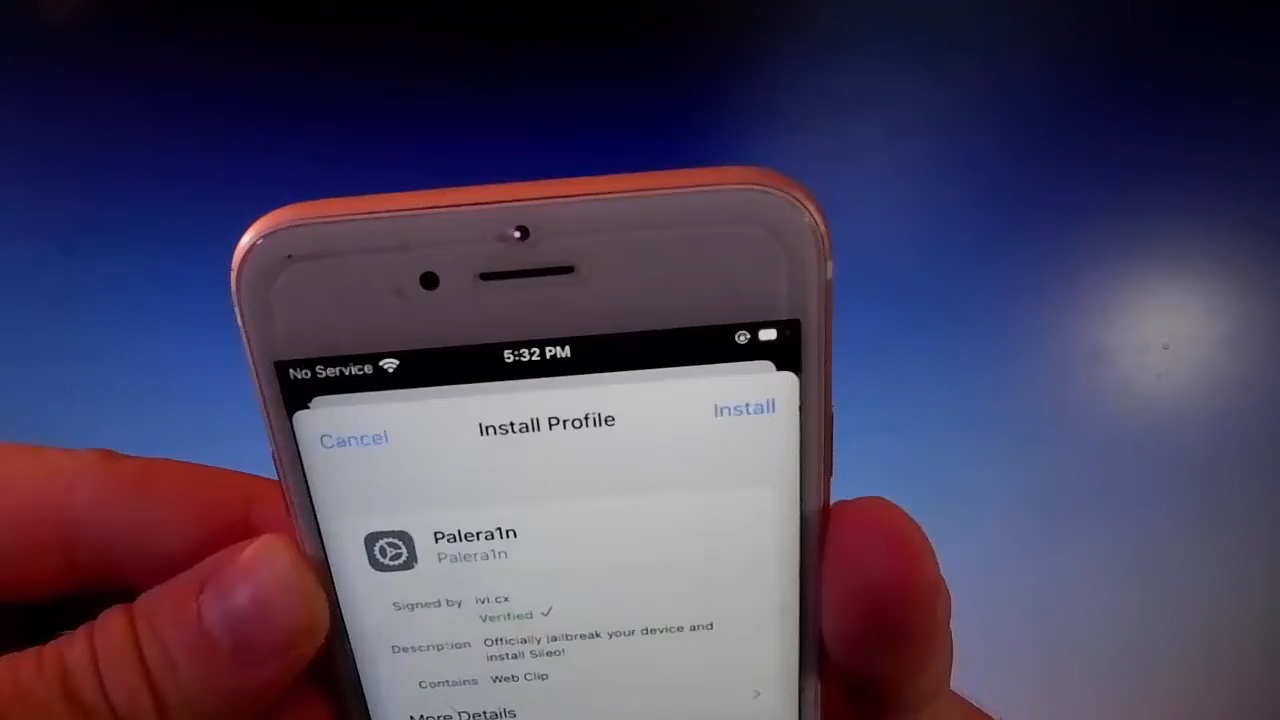 No Service
5:32 PM
Cancel
Install Profile
Install
Palera1n
Palera1n
Signed by ivi.cx
Verified ✓
Description Officially jailbreak your device and
install Sileo!
Contains Web Clip
More Details